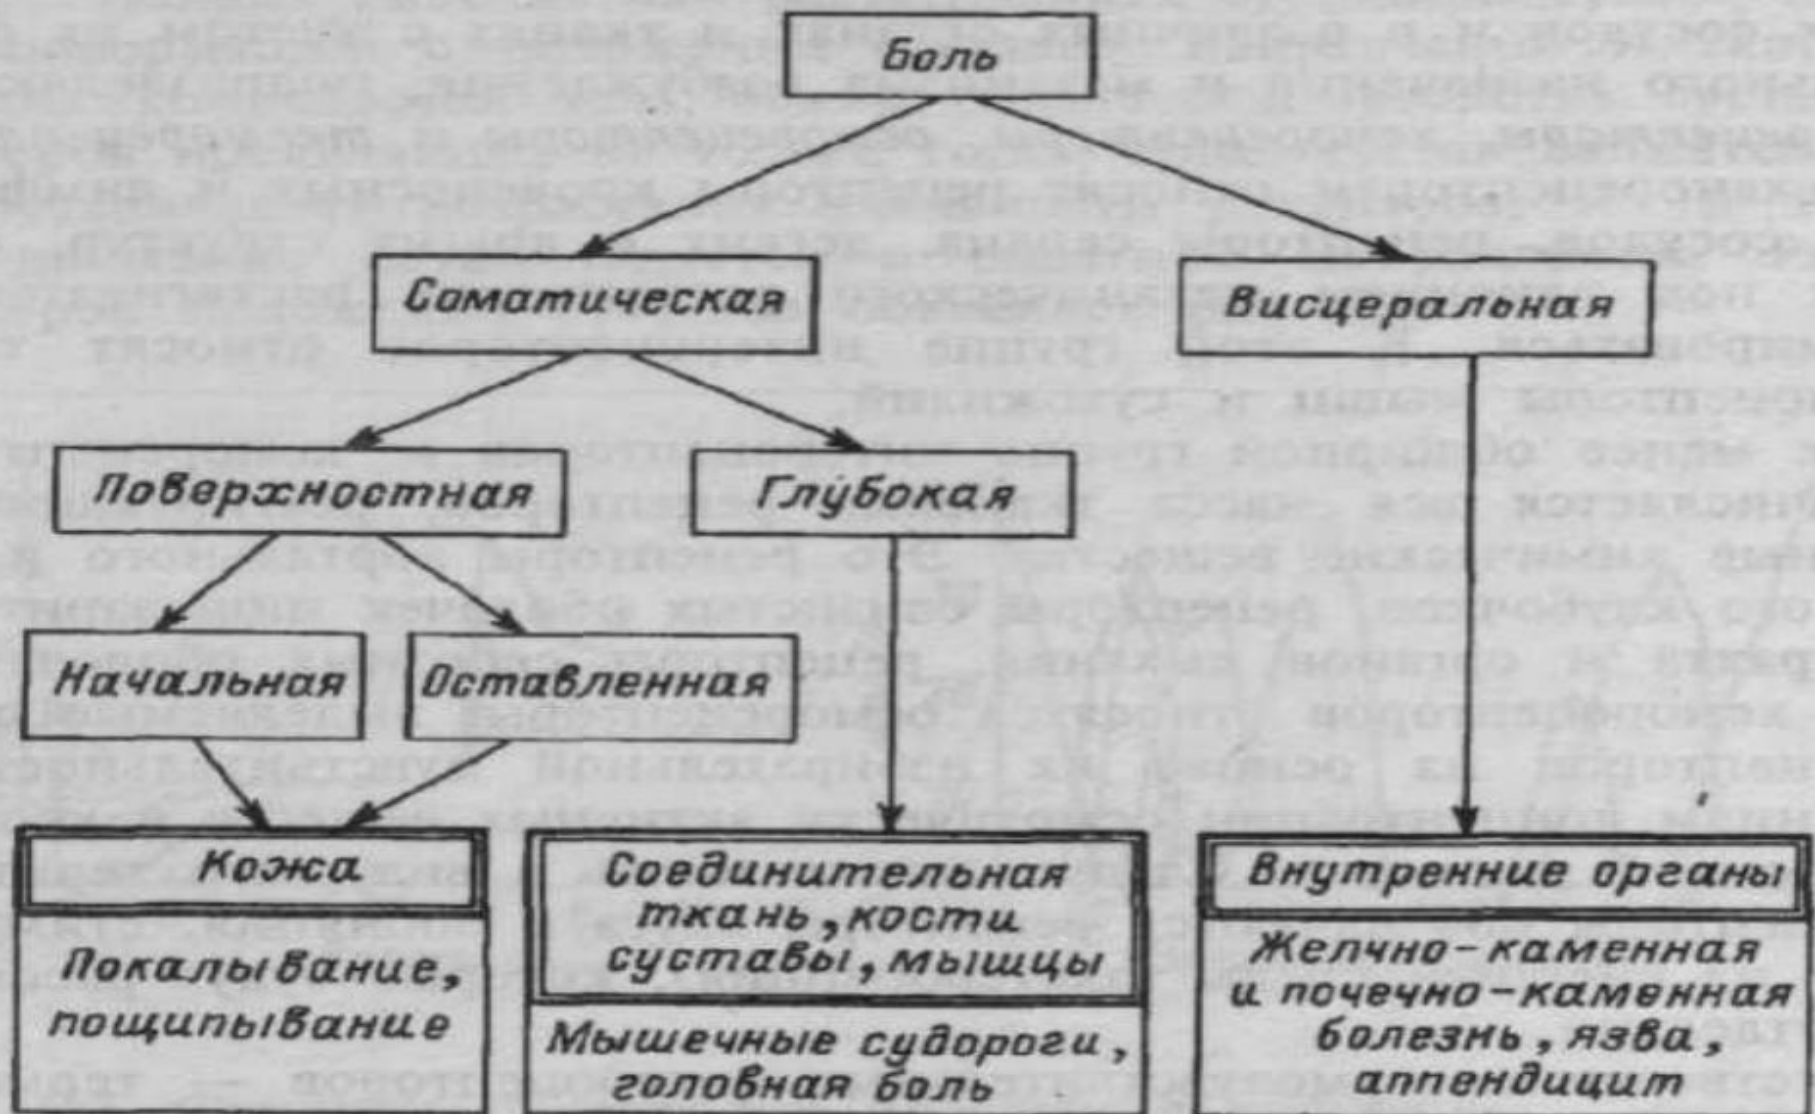 Боль
Соматическая
Висцеральная
Поверхностная
Глубокая
Начальная
Оставленная
Кожа
Покалывание,
пощипывание
Соединительная
ткань, кости
суставы, мышцы
Мышечные судороги,
головная боль
Внутренние органы
Желчно-каменная
и почечно-каменная
болезнь, язва,
аппендицит